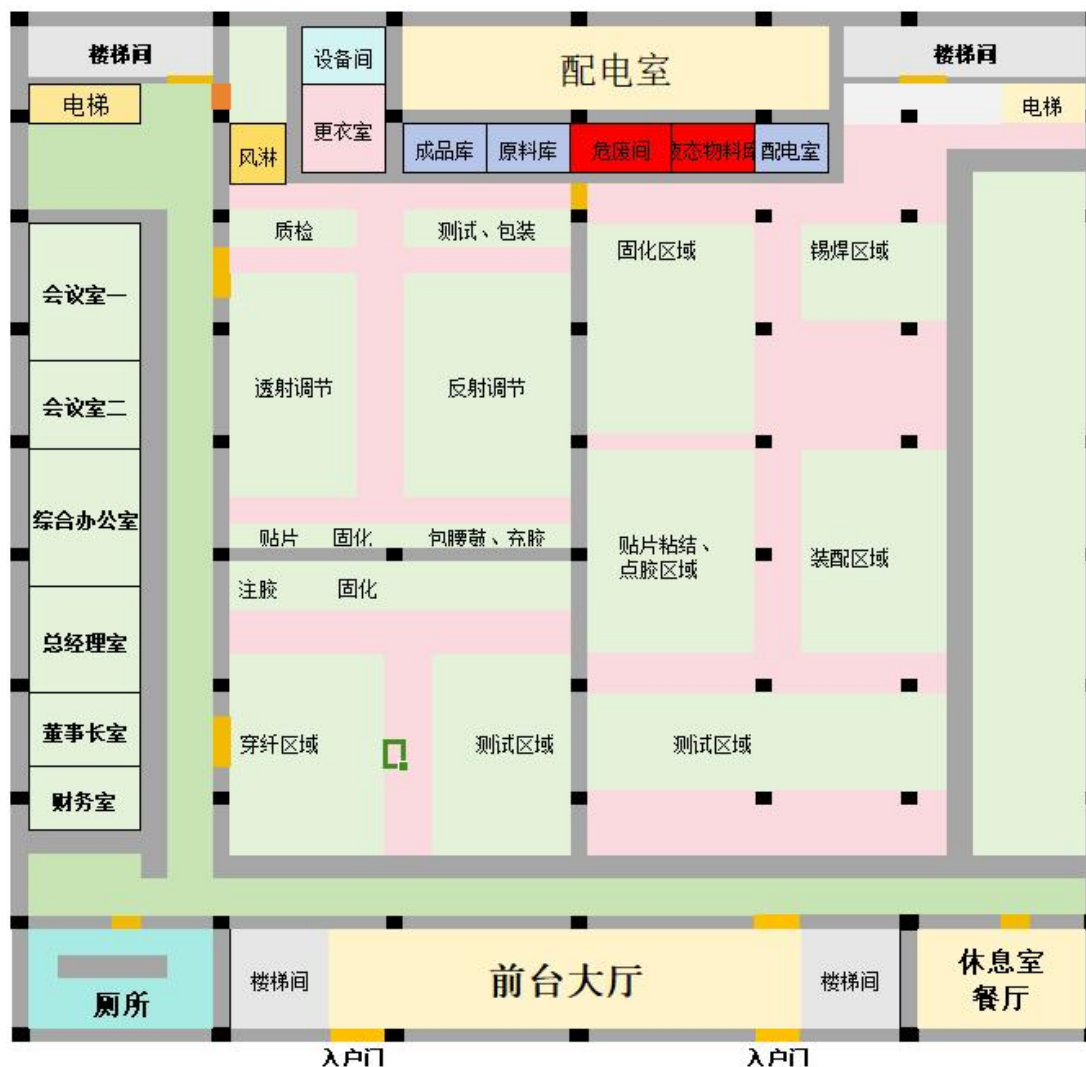 楼梯间
设备间
配电室
楼梯间
电梯
更衣室
电梯
风淋
成品库
原料库
危废间
液态物料库
配电室
质检
测试、包装
固化区域
锡焊区域
会议室一
会议室二
透射调节
反射调节
综合办公室
贴片
固化
包腰鼓、充胶
贴片粘结、
点胶区域
装配区域
注胶
固化
总经理室
董事长室
穿纤区域
测试区域
测试区域
财务室
厕所
楼梯间
前台大厅
楼梯间
休息室
餐厅
入户门
入户门